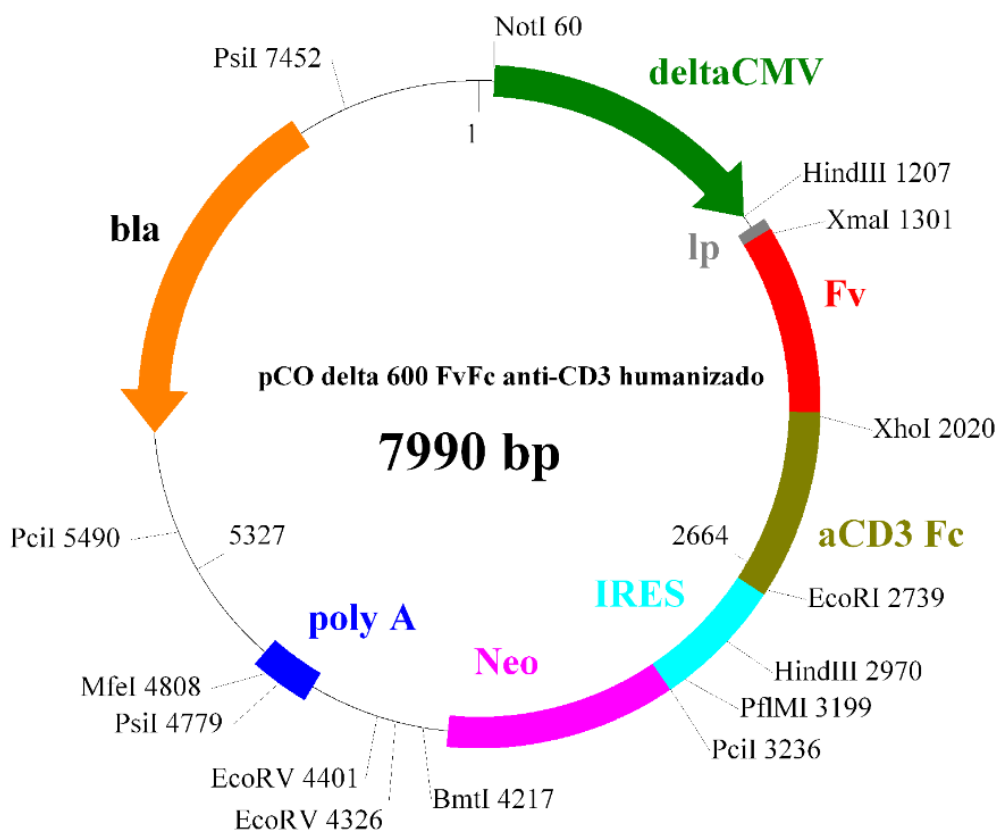 NotI 60
deltaCMV
PsiI 7452
1
HindIII 1207
XmaI 1301
lp
bla
Fv
pCO delta 600 FvFc anti-CD3 humanizado
7990 bp
XhoI 2020
PciI 5490
5327
2664
aCD3 Fc
IRES
EcoRI 2739
poly A
Neo
HindIII 2970
MfeI 4808
PflMI 3199
PsiI 4779
PciI 3236
EcoRV 4401
BmtI 4217
EcoRV 4326